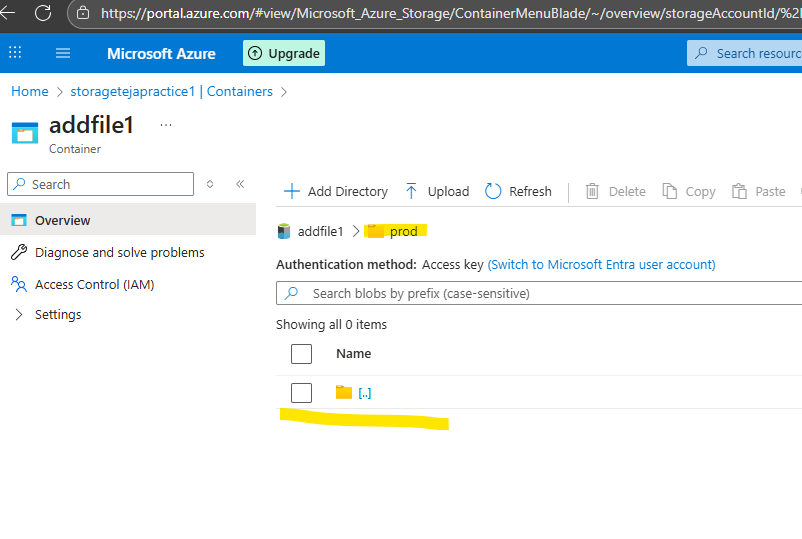 https://portal.azure.com/#view/Microsoft_Azure_Storage/ContainerMenuBlade/~/overview/storageAccountId/%2
Microsoft Azure
Upgrade
Search resourc
Home > storagetejapractice1 | Containers >
addfile1 ...
Container
Search
Overview
Diagnose and solve problems
Access Control (IAM)
Settings
Add Directory Upload Refresh Delete Copy Paste
addfile1 > prod
Authentication method: Access key (Switch to Microsoft Entra user account)
Search blobs by prefix (case-sensitive)
Showing all 0 items
Name
[..]